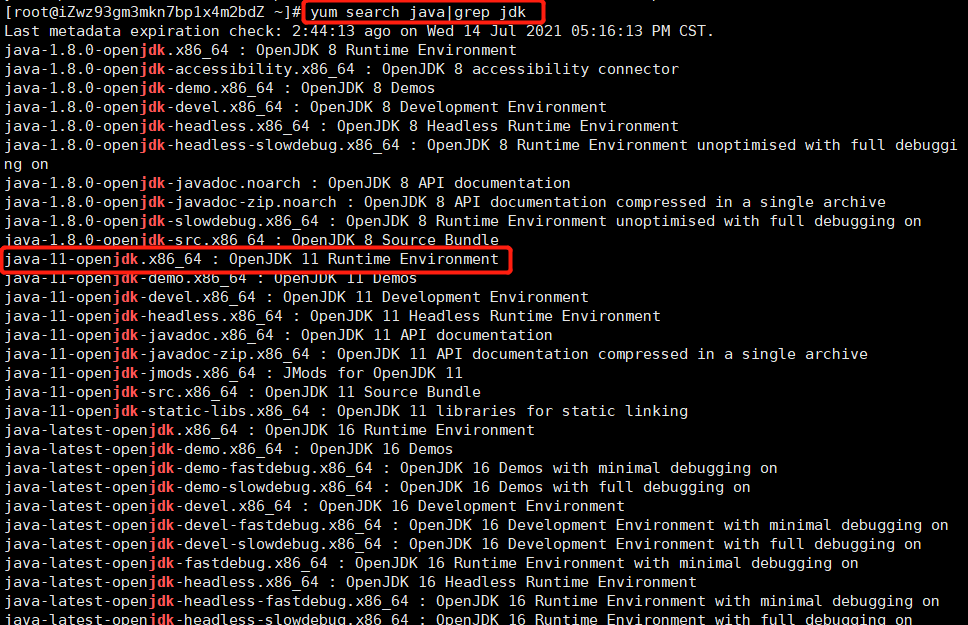 [root@iZwz93gm3mkn7bp1x4m2bdZ ~]# yum search java|grep jdk
Last metadata expiration check: 2:44:13 ago on Wed 14 Jul 2021 05:16:13 PM CST.
java-1.8.0-openjdk.x86_64 : OpenJDK 8 Runtime Environment
java-1.8.0-openjdk-accessibility.x86_64 : OpenJDK 8 accessibility connector
java-1.8.0-openjdk-demo.x86_64 : OpenJDK 8 Demos
java-1.8.0-openjdk-devel.x86_64 : OpenJDK 8 Development Environment
java-1.8.0-openjdk-headless.x86_64 : OpenJDK 8 Headless Runtime Environment
java-1.8.0-openjdk-headless-slowdebug.x86_64 : OpenJDK 8 Runtime Environment unoptimised with full debuggi
ng on
java-1.8.0-openjdk-javadoc.noarch : OpenJDK 8 API documentation
java-1.8.0-openjdk-javadoc-zip.noarch : OpenJDK 8 API documentation compressed in a single archive
java-1.8.0-openjdk-slowdebug.x86_64 : OpenJDK 8 Runtime Environment unoptimised with full debugging on
java-1.8.0-openjdk-src.x86_64 : OpenJDK 8 Source Bundle
java-11-openjdk.x86_64 : OpenJDK 11 Runtime Environment
java-11-openjdk-demo.x86_64 : OpenJDK 11 Demos
java-11-openjdk-devel.x86_64 : OpenJDK 11 Development Environment
java-11-openjdk-headless.x86_64 : OpenJDK 11 Headless Runtime Environment
java-11-openjdk-javadoc.x86_64 : OpenJDK 11 API documentation
java-11-openjdk-javadoc-zip.x86_64 : OpenJDK 11 API documentation compressed in a single archive
java-11-openjdk-jmods.x86_64 : JMods for OpenJDK 11
java-11-openjdk-src.x86_64 : OpenJDK 11 Source Bundle
java-11-openjdk-static-libs.x86_64 : OpenJDK 11 libraries for static linking
java-latest-openjdk.x86_64 : OpenJDK 16 Runtime Environment
java-latest-openjdk-demo.x86_64 : OpenJDK 16 Demos
java-latest-openjdk-demo-fastdebug.x86_64 : OpenJDK 16 Demos with minimal debugging on
java-latest-openjdk-demo-slowdebug.x86_64 : OpenJDK 16 Demos with full debugging on
java-latest-openjdk-devel.x86_64 : OpenJDK 16 Development Environment
java-latest-openjdk-devel-fastdebug.x86_64 : OpenJDK 16 Development Environment with minimal debugging on
java-latest-openjdk-devel-slowdebug.x86_64 : OpenJDK 16 Development Environment with full debugging on
java-latest-openjdk-fastdebug.x86_64 : OpenJDK 16 Runtime Environment with minimal debugging on
java-latest-openjdk-headless.x86_64 : OpenJDK 16 Headless Runtime Environment
java-latest-openjdk-headless-fastdebug.x86_64 : OpenJDK 16 Runtime Environment with minimal debugging on
java-latest-openjdk-headless-slowdebug.x86_64 : OpenJDK 16 Runtime Environment with full debugging on